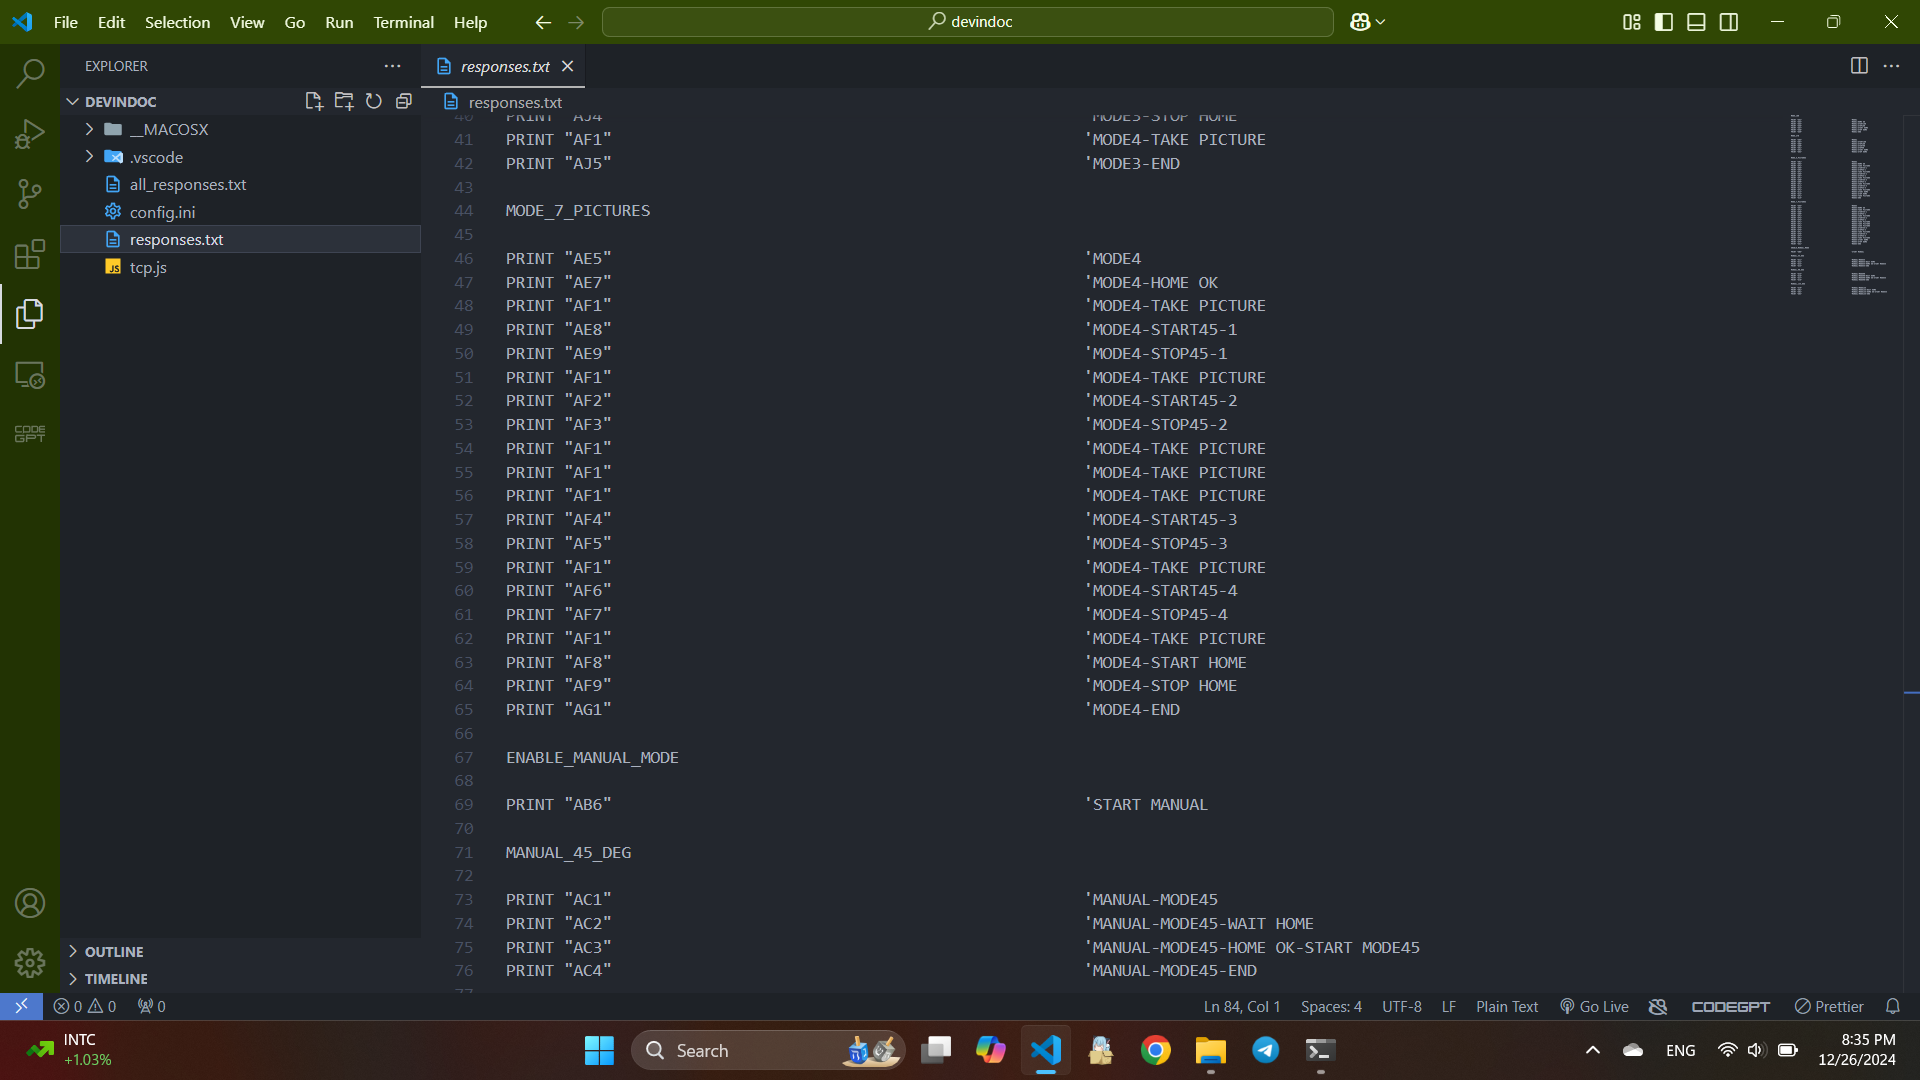 File Edit Selection View Go Run Terminal Help
devindoc
EXPLORER
DEVINDOC
__MACOSX
.vscode
all_responses.txt
config.ini
responses.txt
JS tcp.js
CODE GPT
OUTLINE
TIMELINE
responses.txt
responses.txt
40 PRINT "AJ4" 'MODE3-STOP HOME
41 PRINT "AF1" 'MODE4-TAKE PICTURE
42 PRINT "AJ5" 'MODE3-END
43
44 MODE_7_PICTURES
45
46 PRINT "AE5" 'MODE4
47 PRINT "AE7" 'MODE4-HOME OK
48 PRINT "AF1" 'MODE4-TAKE PICTURE
49 PRINT "AE8" 'MODE4-START45-1
50 PRINT "AE9" 'MODE4-STOP45-1
51 PRINT "AF1" 'MODE4-TAKE PICTURE
52 PRINT "AF2" 'MODE4-START45-2
53 PRINT "AF3" 'MODE4-STOP45-2
54 PRINT "AF1" 'MODE4-TAKE PICTURE
55 PRINT "AF1" 'MODE4-TAKE PICTURE
56 PRINT "AF1" 'MODE4-TAKE PICTURE
57 PRINT "AF4" 'MODE4-START45-3
58 PRINT "AF5" 'MODE4-STOP45-3
59 PRINT "AF1" 'MODE4-TAKE PICTURE
60 PRINT "AF6" 'MODE4-START45-4
61 PRINT "AF7" 'MODE4-STOP45-4
62 PRINT "AF1" 'MODE4-TAKE PICTURE
63 PRINT "AF8" 'MODE4-START HOME
64 PRINT "AF9" 'MODE4-STOP HOME
65 PRINT "AG1" 'MODE4-END
66
67 ENABLE_MANUAL_MODE
68
69 PRINT "AB6" 'START MANUAL
70
71 MANUAL_45_DEG
72
73 PRINT "AC1" 'MANUAL-MODE45
74 PRINT "AC2" 'MANUAL-MODE45-WAIT HOME
75 PRINT "AC3" 'MANUAL-MODE45-HOME OK-START MODE45
76 PRINT "AC4" 'MANUAL-MODE45-END
77
0 0 0 Ln 84, Col 1 Spaces: 4 UTF-8 LF Plain Text Go Live CODEGPT Prettier
INTC
+1.03%
Search
ENG
8:35 PM
12/26/2024